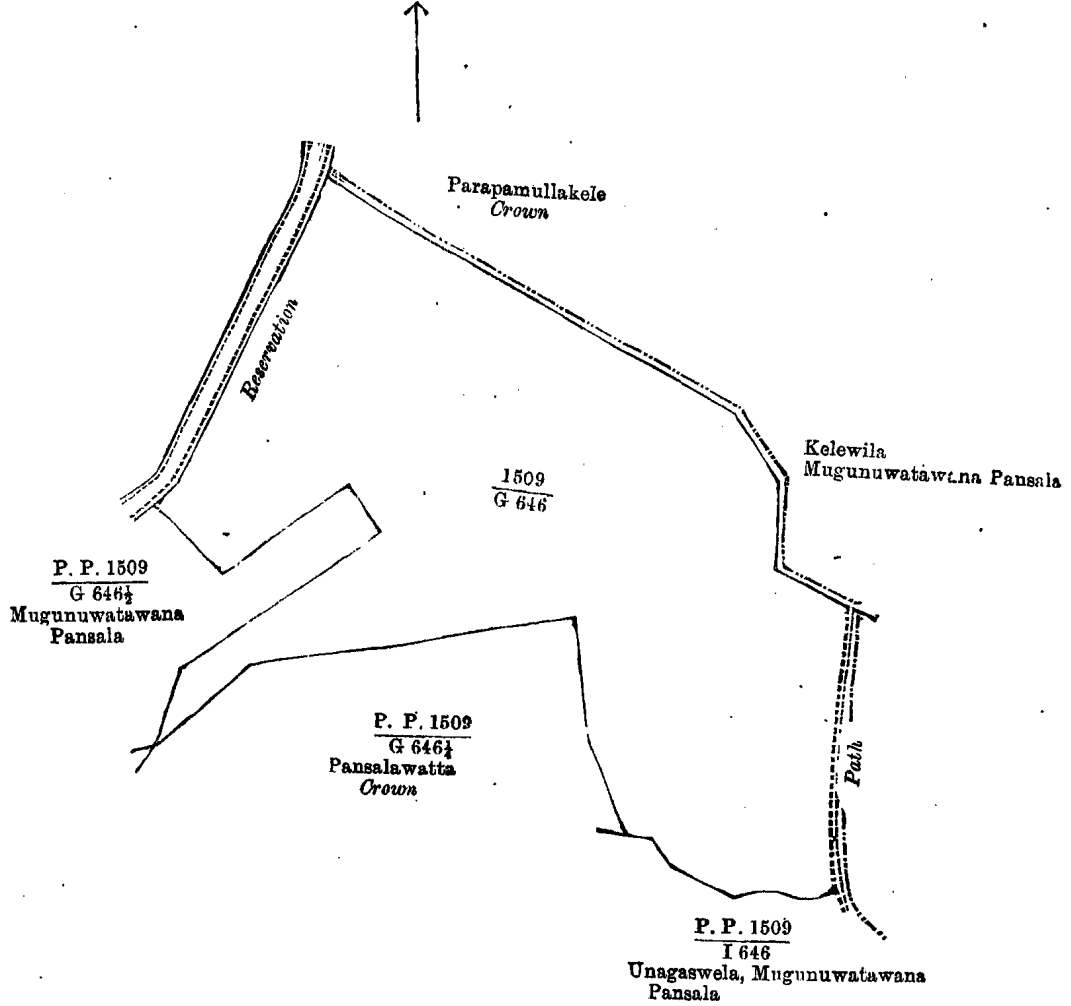 Parapamullakele
Crown
Reservation
Kelewila
Mugunuwatawana Pansala
1509
G 646
P. P. 1509
G 646½
Mugunuwatawana
Pansala
P. P. 1509
G 646¼
Pansalawatta
Crown
Path
P. P. 1509
I 646
Unagaswela, Mugunuwatawana
Pansala